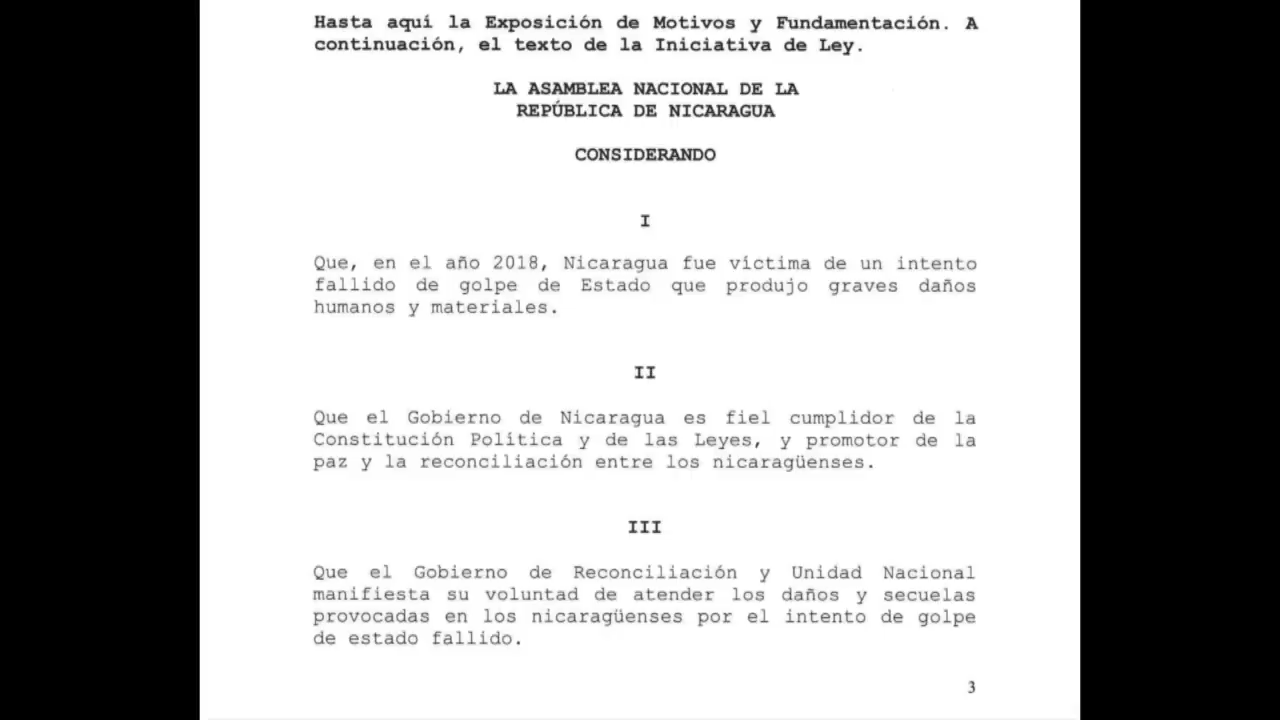 Hasta aquí la Exposición de Motivos y Fundamentación. A
continuación, el texto de la Iniciativa de Ley.
LA ASAMBLEA NACIONAL DE LA
REPÚBLICA DE NICARAGUA
CONSIDERANDO
I
Que, en el año 2018, Nicaragua fue víctima de un intento
fallido de golpe de Estado que produjo graves daños
humanos y materiales.
II
Que el Gobierno de Nicaragua es fiel cumplidor de la
Constitución Política y de las Leyes, y promotor de la
paz y la reconciliación entre los nicaragüenses.
III
Que el Gobierno de Reconciliación y Unidad Nacional
manifiesta su voluntad de atender los daños y secuelas
provocadas en los nicaragüenses por el intento de golpe
de estado fallido.
3